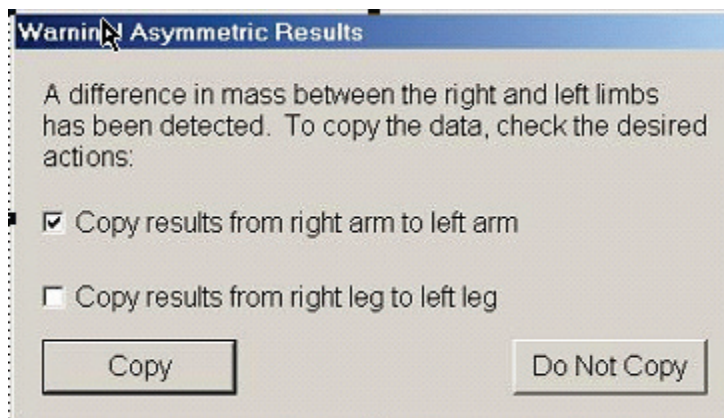 Warning Asymmetric Results
A difference in mass between the right and left limbs
has been detected. To copy the data, check the desired
actions:
Copy results from right arm to left arm
Copy results from right leg to left leg
Copy
Do Not Copy